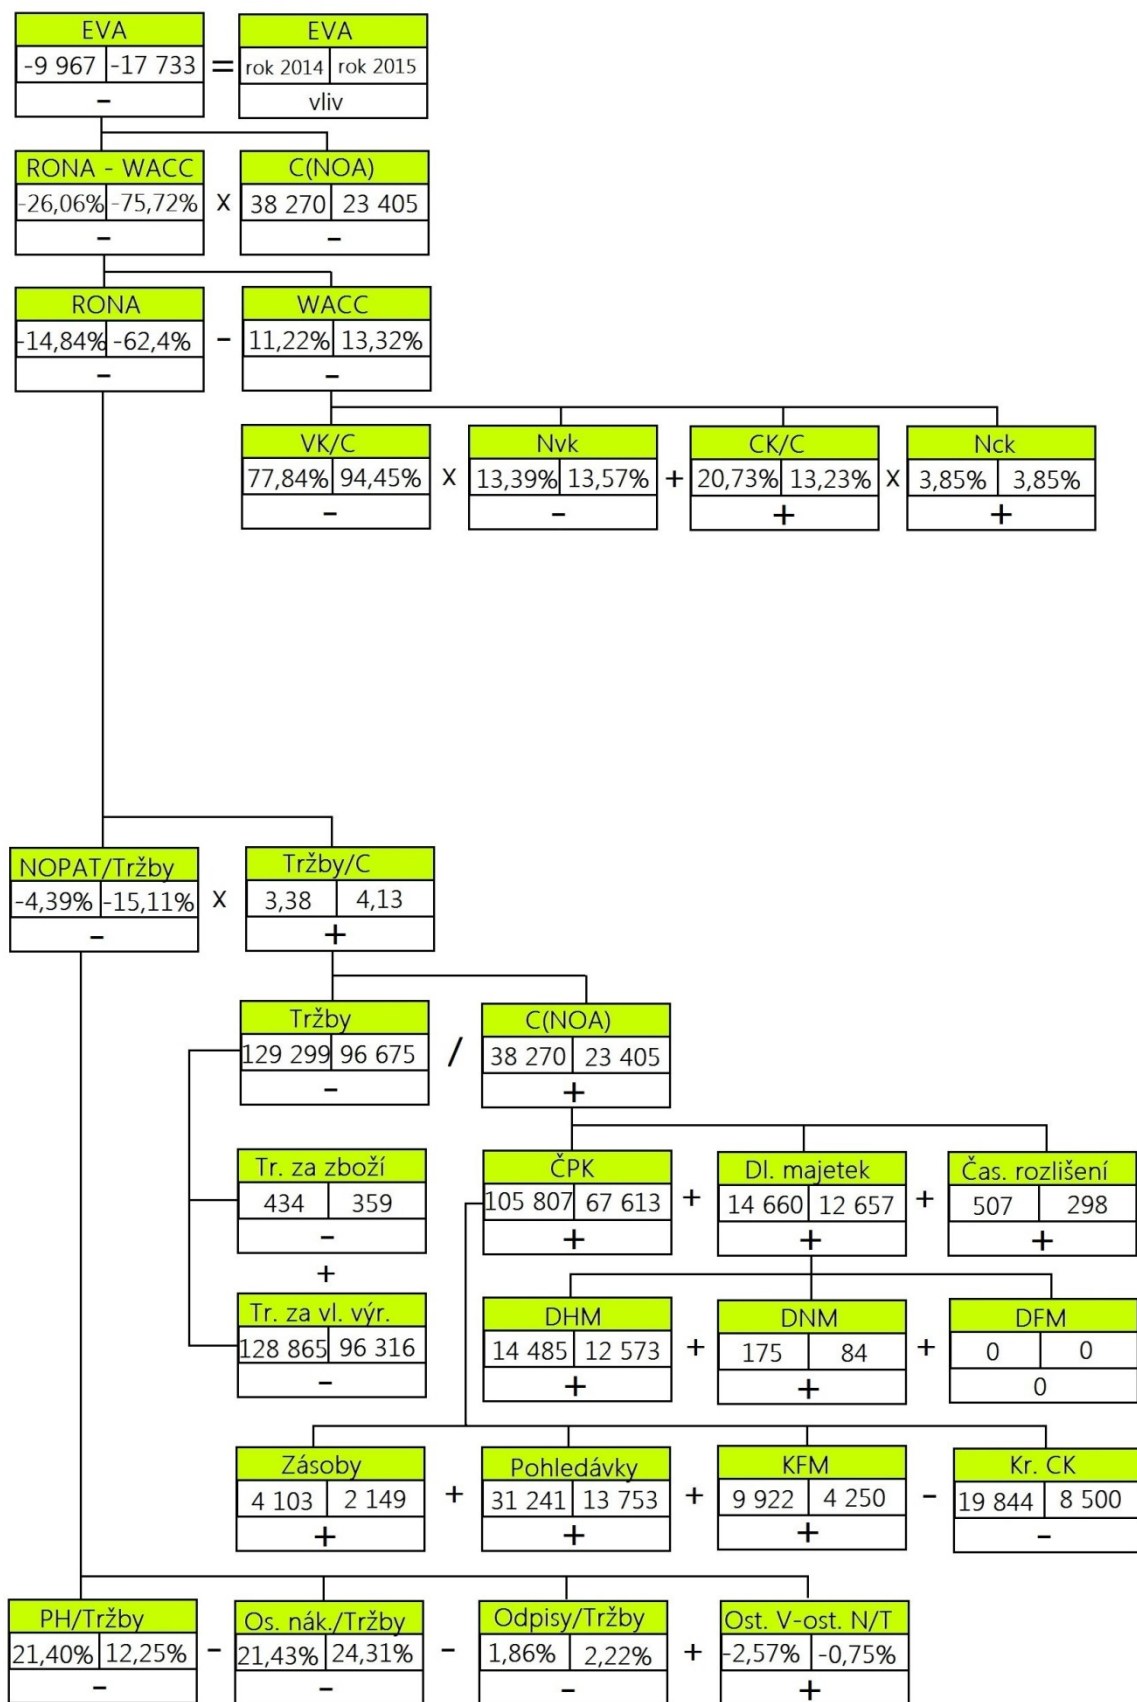 EVA EVA
-9 967 -17 733 = rok 2014 rok 2015
- vliv
RONA - WACC C(NOA)
-26,06% -75,72% x 38 270 23 405
- -
RONA WACC
-14,84% -62,4% - 11,22% 13,32%
- -
VK/C Nvk CK/C Nck
77,84% 94,45% x 13,39% 13,57% + 20,73% 13,23% x 3,85% 3,85%
- - + +
NOPAT/Tržby Tržby/C
-4,39% -15,11% x 3,38 4,13
- +
Tržby C(NOA)
129 299 96 675 / 38 270 23 405
- +
Tr. za zboží ČPK Dl. majetek Čas. rozlišení
434 359 105 807 67 613 + 14 660 12 657 + 507 298
- + + +
+
Tr. za vl. výr. DHM DNM DFM
128 865 96 316 14 485 12 573 + 175 84 + 0 0
- + + 0
Zásoby Pohledávky KFM Kr. CK
4 103 2 149 + 31 241 13 753 + 9 922 4 250 - 19 844 8 500
+ + + -
PH/Tržby Os. nák./Tržby Odpisy/Tržby Ost. V-ost. N/T
21,40% 12,25% - 21,43% 24,31% - 1,86% 2,22% + -2,57% -0,75%
- - - +